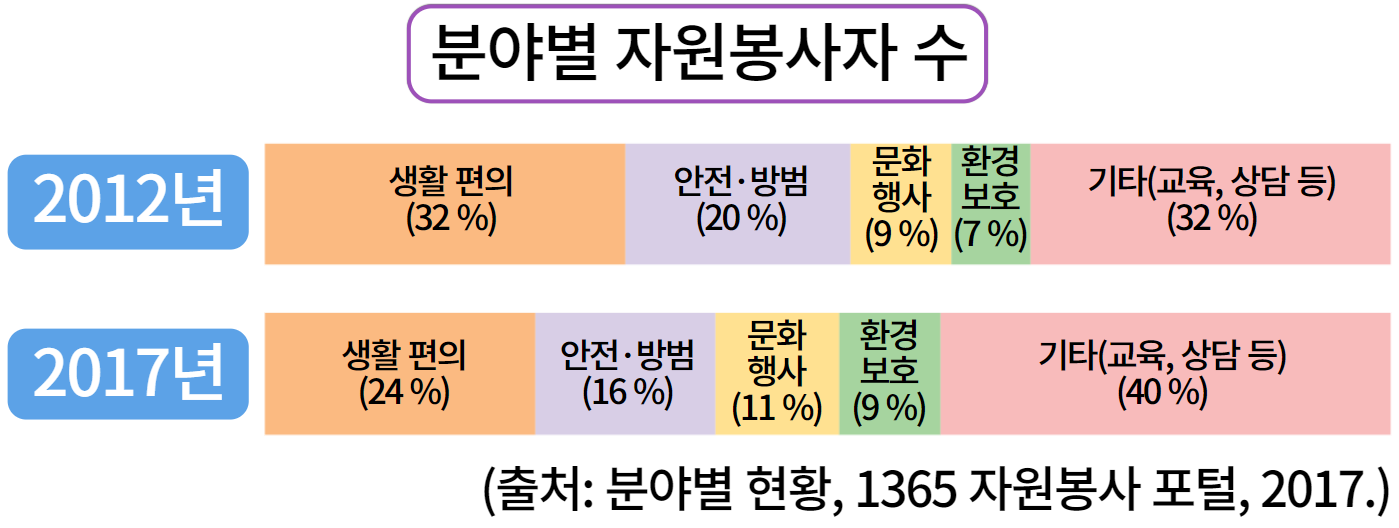 분야별 자원봉사자 수
2012년
생활 편의
(32 %)
안전·방범
(20 %)
문화
행사
(9 %)
환경
보호
(7 %)
기타(교육, 상담 등)
(32 %)
2017년
생활 편의
(24 %)
안전·방범
(16 %)
문화
행사
(11 %)
환경
보호
(9 %)
기타(교육, 상담 등)
(40 %)
(출처: 분야별 현황, 1365 자원봉사 포털, 2017.)